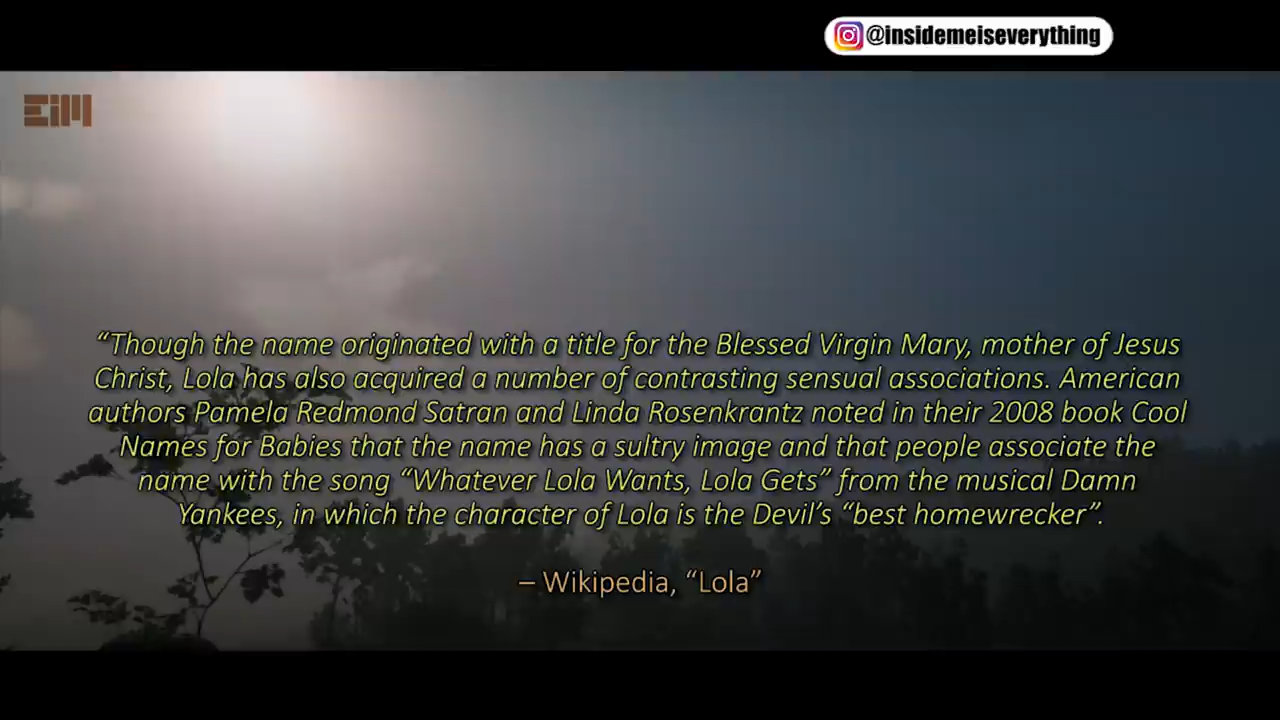 @insidemeiseverything
EiM
“Though the name originated with a title for the Blessed Virgin Mary, mother of Jesus
Christ, Lola has also acquired a number of contrasting sensual associations. American
authors Pamela Redmond Satran and Linda Rosenkrantz noted in their 2008 book Cool
Names for Babies that the name has a sultry image and that people associate the
name with the song “Whatever Lola Wants, Lola Gets” from the musical Damn
Yankees, in which the character of Lola is the Devil’s “best homewrecker”.
– Wikipedia, “Lola”